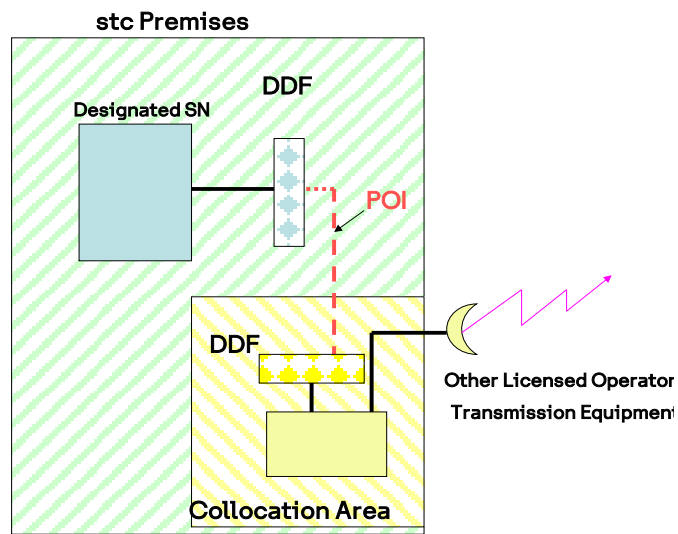 stc Premises
DDF
Designated SN
POI
DDF
Other Licensed Operator
Transmission Equipment
Collocation Area